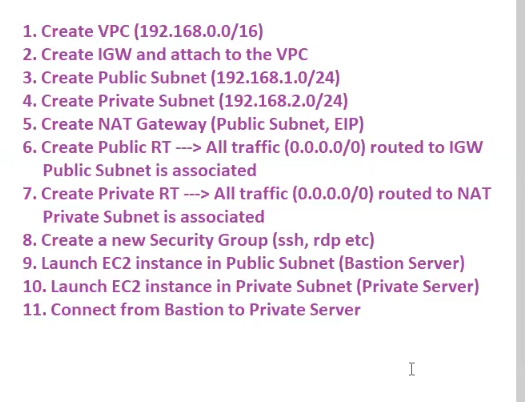 1. Create VPC (192.168.0.0/16)
2. Create IGW and attach to the VPC
3. Create Public Subnet (192.168.1.0/24)
4. Create Private Subnet (192.168.2.0/24)
5. Create NAT Gateway (Public Subnet, EIP)
6. Create Public RT ---> All traffic (0.0.0.0/0) routed to IGW
Public Subnet is associated
7. Create Private RT ---> All traffic (0.0.0.0/0) routed to NAT
Private Subnet is associated
8. Create a new Security Group (ssh, rdp etc)
9. Launch EC2 instance in Public Subnet (Bastion Server)
10. Launch EC2 instance in Private Subnet (Private Server)
11. Connect from Bastion to Private Server